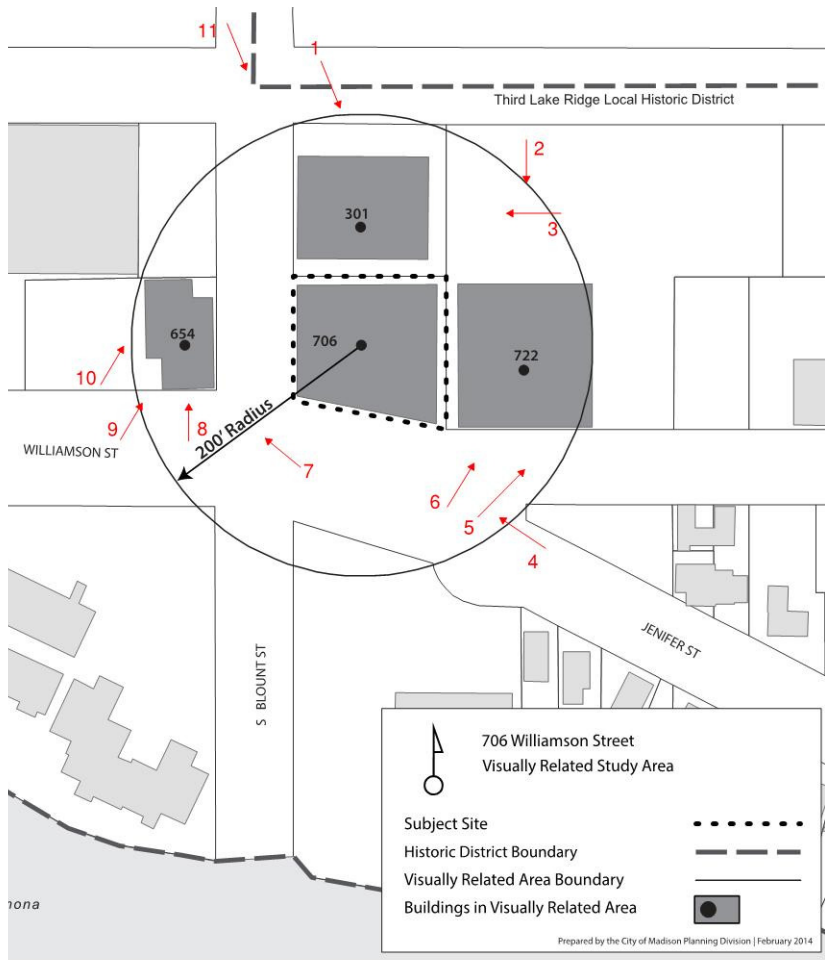 11
1
Third Lake Ridge Local Historic District
2
3
301
654
706
722
10
9
8
200' Radius
7
6
5
4
WILLIAMSON ST
S BLOUNT ST
JENIFER ST
nona
706 Williamson Street
Visually Related Study Area
Subject Site
Historic District Boundary
Visually Related Area Boundary
Buildings in Visually Related Area
Prepared by the City of Madison Planning Division | February 2014